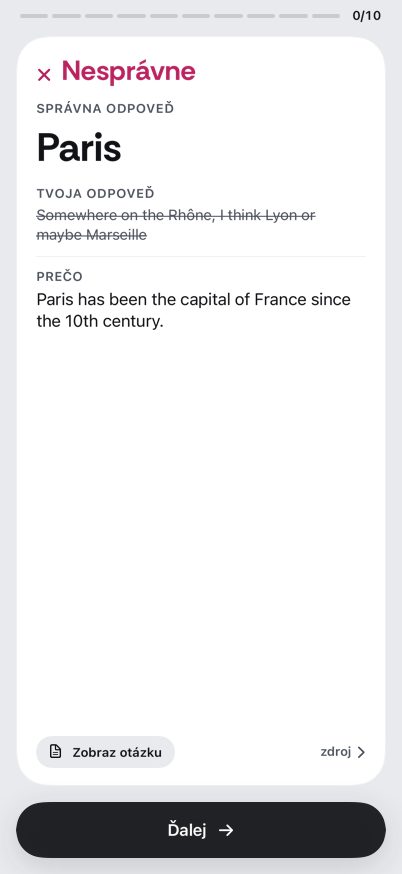 0/10
Nesprávne
SPRÁVNA ODPOVEĎ
Paris
TVOJA ODPOVEĎ
Somewhere on the Rhône, I think Lyon or
maybe Marseille
PREČO
Paris has been the capital of France since
the 10th century.
Zobraz otázku
zdroj
Ďalej